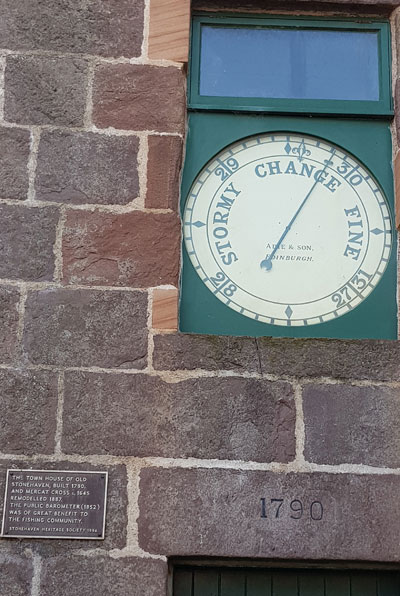 STORMY CHANGE FINE
28
29
30
31
27
ADIE & SON.
EDINBURGH.
1790
THE TOWN HOUSE OF OLD
STONEHAVEN, BUILT 1790,
AND MERCAT CROSS c. 1645
REMODELLED 1887.
THE PUBLIC BAROMETER (1852)
WAS OF GREAT BENEFIT TO
THE FISHING COMMUNITY.
STONEHAVEN HERITAGE SOCIETY 1996